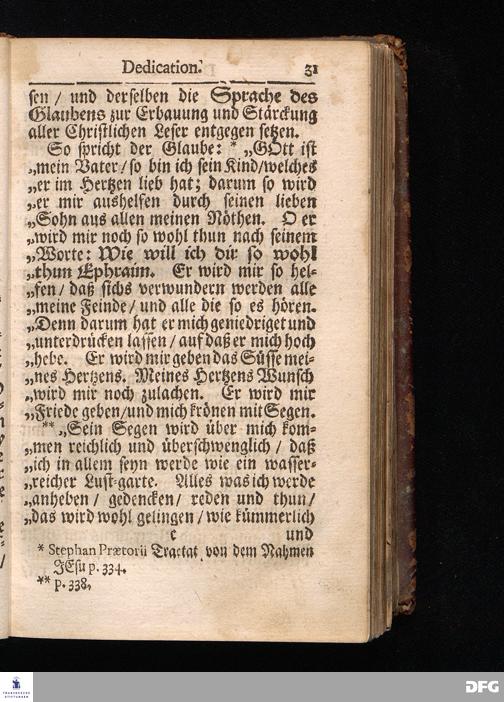 Dedication. 31
sen / und derselben die Sprache des
Glaubens zur Erbauung und Stärckung
aller Christlichen Leser entgegen setzen.
So spricht der Glaube: * „GOtt ist
„mein Vater / so bin ich sein Kind/welches
„er im Hertzen lieb hat; darum so wird
„er mir aushelfen durch seinen lieben
„Sohn aus allen meinen Nöthen. O er
„wird mir noch so wohl thun nach seinem
„Worte: Wie will ich dir so wohl
„thun Ephraim. Er wird mir so hel-
„fen / daß sichs verwundern werden alle
„meine Feinde / und alle die so es hören.
„Denn darum hat er mich geniedriget und
„unterdrücken lassen / auf daß er mich hoch
„hebe. Er wird mir geben das Süsse mei-
„nes Hertzens. Meines Hertzens Wunsch
„wird mir noch zulachen. Er wird mir
„Friede geben/und mich krönen mit Segen.
** „Sein Segen wird über mich kom-
„men reichlich und überschwenglich / daß
„ich in allem seyn werde wie ein wasser-
„reicher Lust-garte. Alles was ich werde
„anheben / gedencken / reden und thun /
„das wird wohl gelingen / wie kümmerlich
c und
* Stephan Prætorii Tractat von dem Nahmen
JEsu p. 334.
** p. 338.
FRANCKESCHE
STIFTUNGEN
DFG